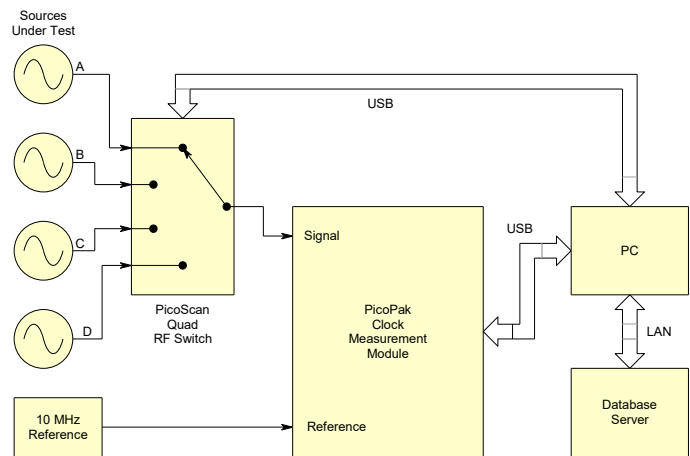 Sources
Under Test
A
B
C
D
USB
PicoScan
Quad
RF Switch
Signal
PicoPak
Clock
Measurement
Module
Reference
USB
PC
LAN
Database
Server
10 MHz
Reference